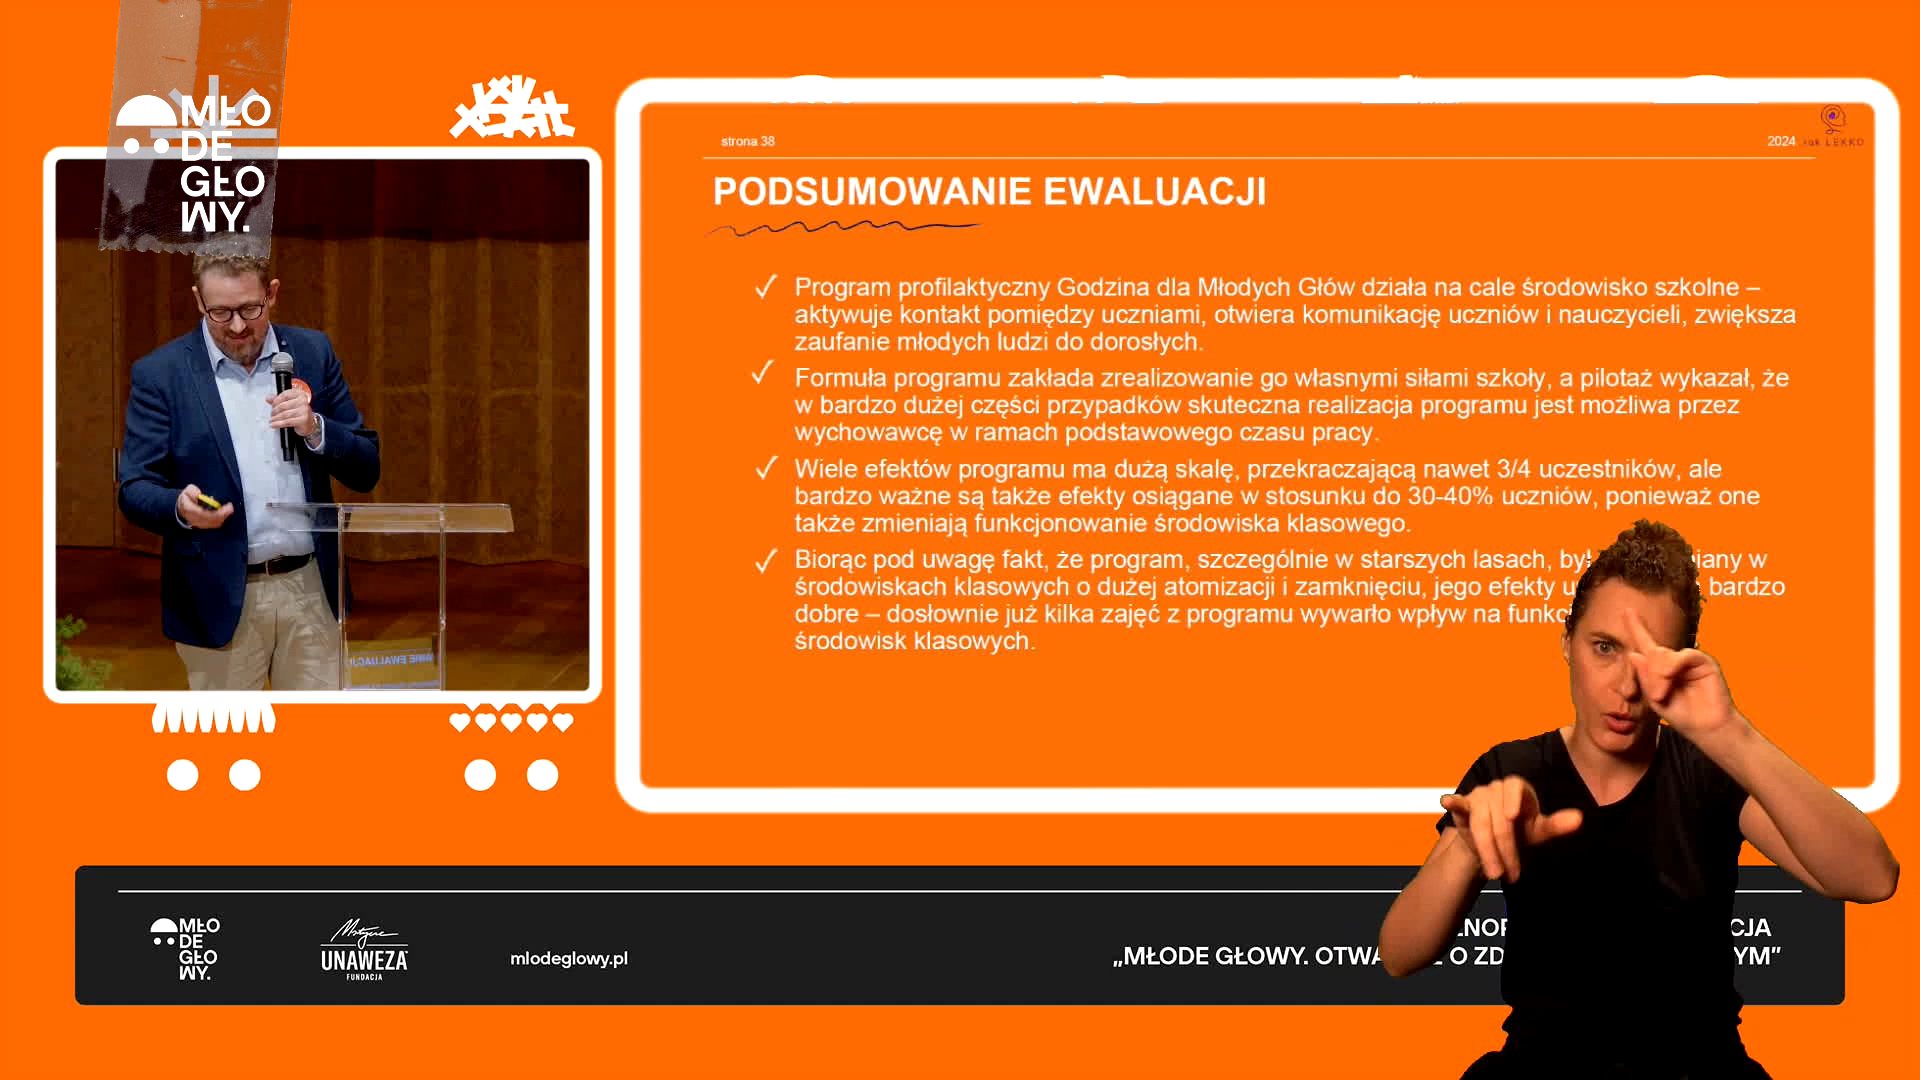 MŁO
DE
GŁO
WY.
strona 38
2024
Jak LEKKO
PODSUMOWANIE EWALUACJI
Program profilaktyczny Godzina dla Młodych Głów działa na cale środowisko szkolne –
aktywuje kontakt pomiędzy uczniami, otwiera komunikację uczniów i nauczycieli, zwiększa
zaufanie młodych ludzi do dorosłych.
Formuła programu zakłada zrealizowanie go własnymi siłami szkoły, a pilotaż wykazał, że
w bardzo dużej części przypadków skuteczna realizacja programu jest możliwa przez
wychowawcę w ramach podstawowego czasu pracy.
Wiele efektów programu ma dużą skalę, przekraczającą nawet 3/4 uczestników, ale
bardzo ważne są także efekty osiągane w stosunku do 30-40% uczniów, ponieważ one
także zmieniają funkcjonowanie środowiska klasowego.
Biorąc pod uwagę fakt, że program, szczególnie w starszych lasach, był w
środowiskach klasowych o dużej atomizacji i zamknięciu, jego efekty bardzo
dobre – dosłownie już kilka zajęć z programu wywarło wpływ na
środowisk klasowych.
MŁO
DE
GŁO
WY.
Martyna
UNAWEZA
FUNDACJA
mlodeglowy.pl
„MŁODE GŁOWY. O